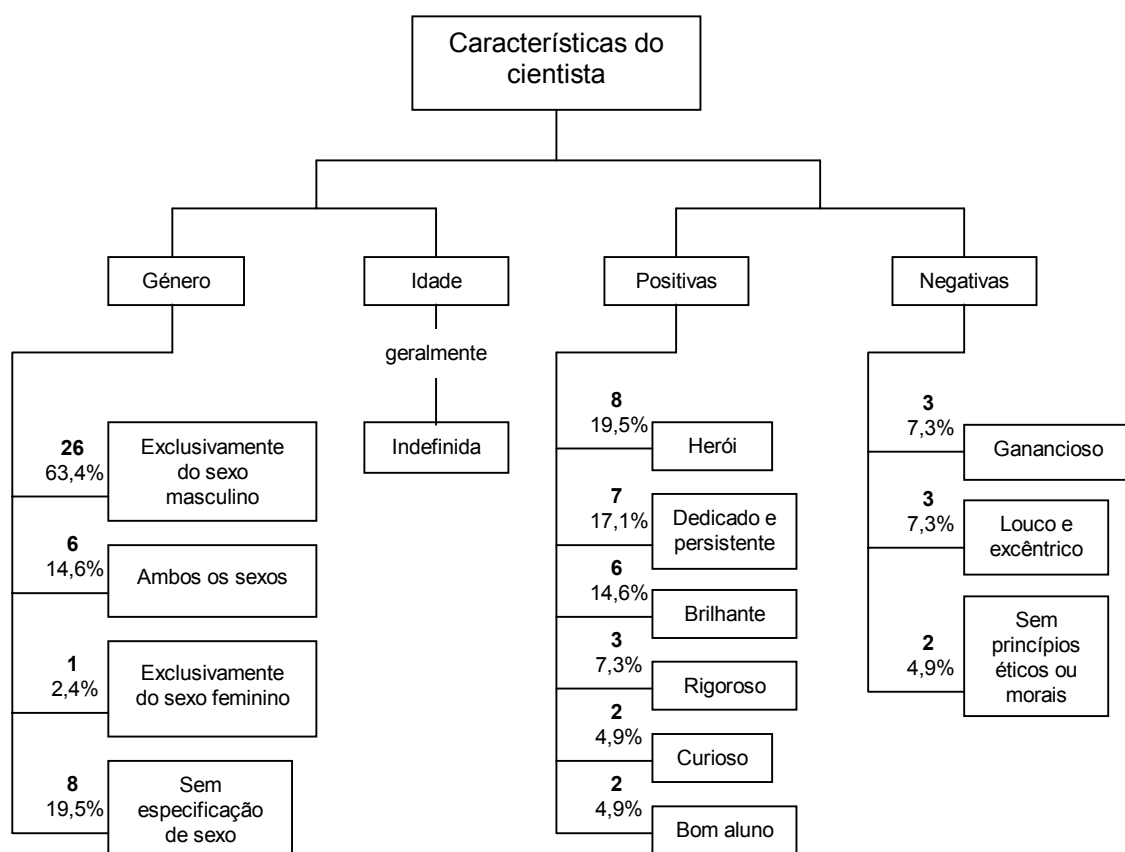 Características do
cientista
Género
Idade
Positivas
Negativas
geralmente
Indefinida
26
63,4%
Exclusivamente
do sexo
masculino
6
14,6%
Ambos os sexos
1
2,4%
Exclusivamente
do sexo feminino
8
19,5%
Sem
especificação
de sexo
8
19,5%
Herói
7
17,1%
Dedicado e
persistente
6
14,6%
Brilhante
3
7,3%
Rigoroso
2
4,9%
Curioso
2
4,9%
Bom aluno
3
7,3%
Ganancioso
3
7,3%
Louco e
excêntrico
2
4,9%
Sem
princípios
éticos ou
morais